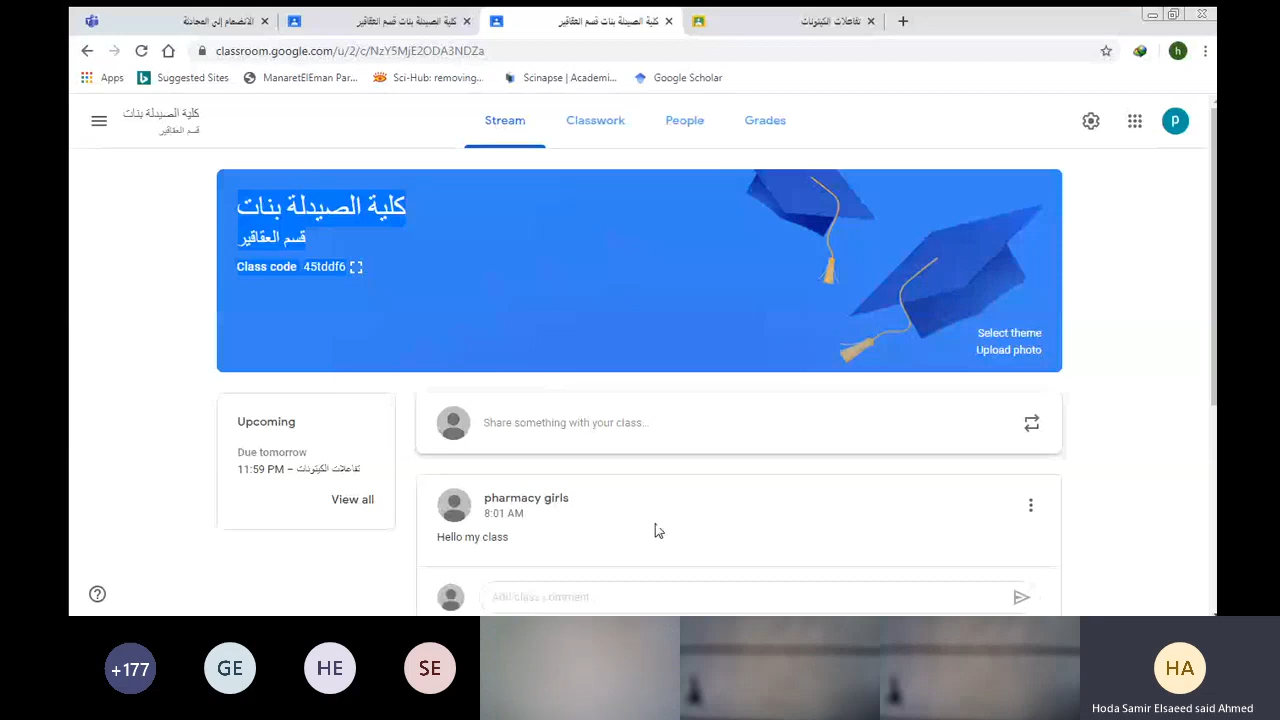 الانضمام إلى المحادثة
كلية الصيدلة بنات قسم العقاقير
كلية الصيدلة بنات قسم العقاقير
تفاعلات الكيتونات
classroom.google.com/u/2/c/NzY5MjE2ODA3NDZa
h
Apps
Suggested Sites
ManaretElEman Par...
Sci-Hub: removing...
Scinapse | Academi...
Google Scholar
كلية الصيدلة بنات
قسم العقاقير
Stream
Classwork
People
Grades
p
كلية الصيدلة بنات
قسم العقاقير
Class code 45tddf6
Select theme
Upload photo
Upcoming
Due tomorrow
11:59 PM – تفاعلات الكيتونات
View all
Share something with your class...
pharmacy girls
8:01 AM
Hello my class
Add class comment...
+177
GE
HE
SE
HA
Hoda Samir Elsaeed said Ahmed